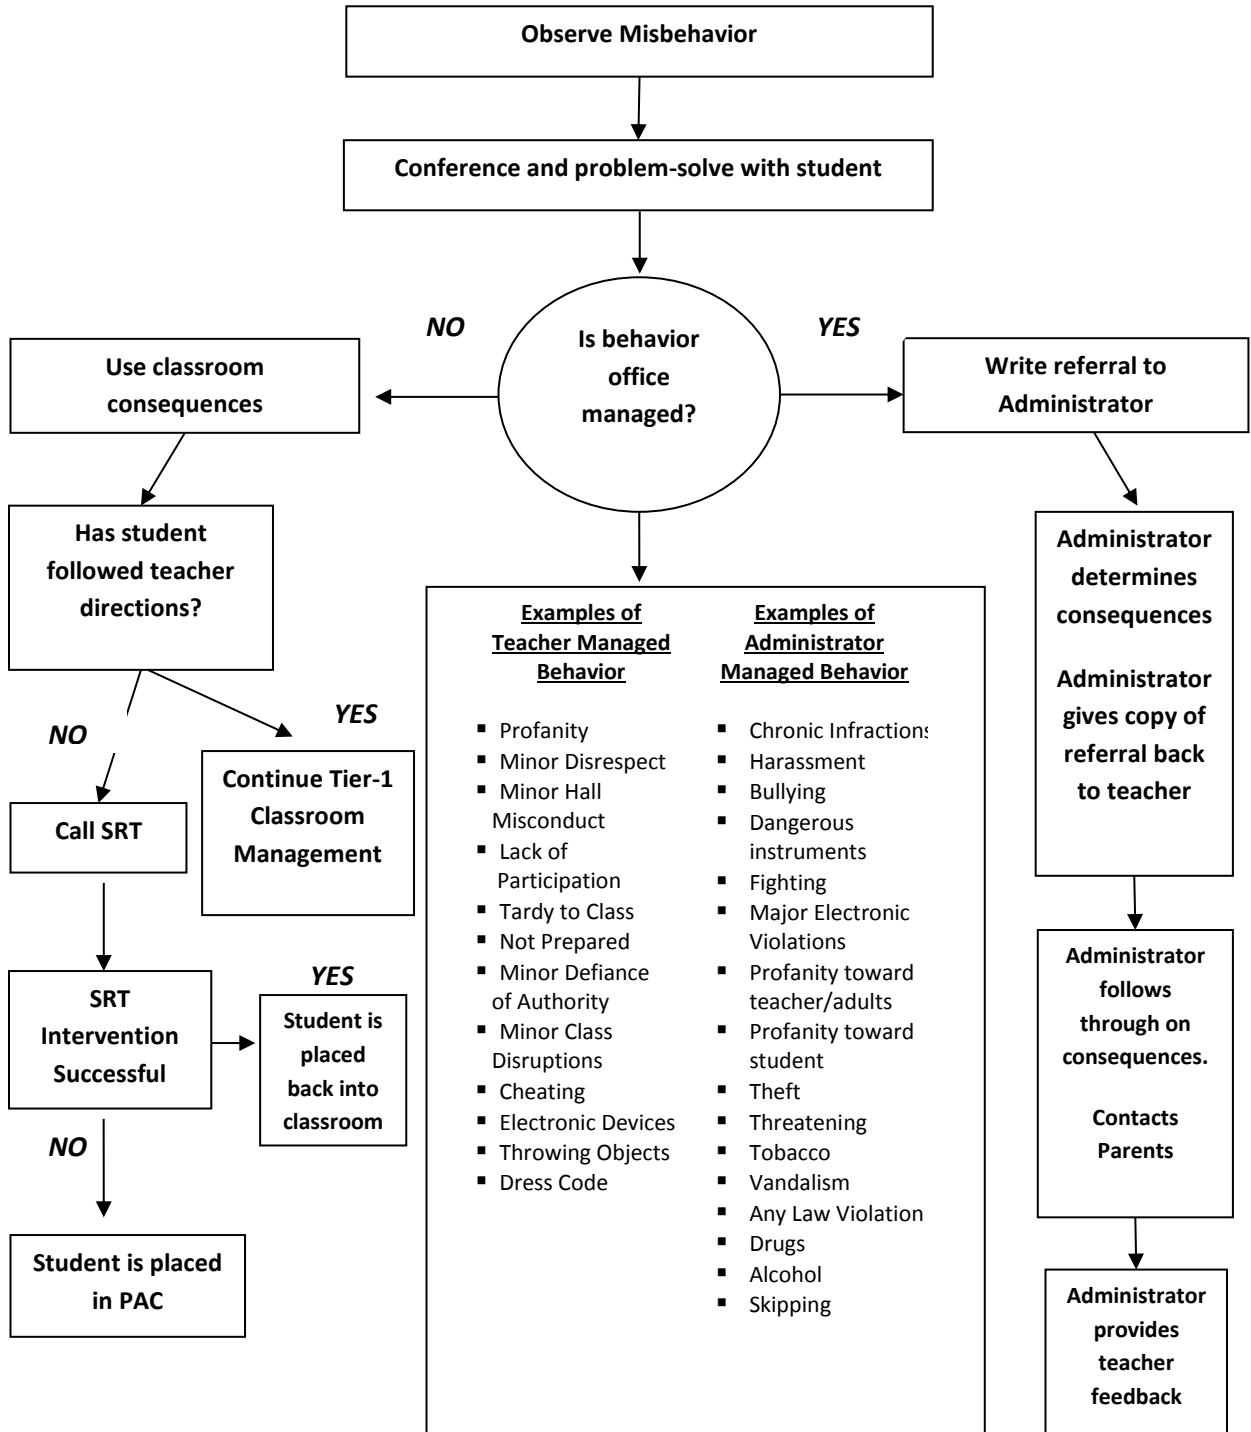 Observe Misbehavior
Conference and problem-solve with student
NO
YES
Is behavior
office
managed?
Use classroom
consequences
Write referral to
Administrator
Has student
followed teacher
directions?
NO
YES
Continue Tier-1
Classroom
Management
Call SRT
SRT
Intervention
Successful
YES
Student is
placed
back into
classroom
NO
Student is placed
in PAC
Examples of
Teacher Managed
Behavior
▪ Profanity
▪ Minor Disrespect
▪ Minor Hall
Misconduct
▪ Lack of
Participation
▪ Tardy to Class
▪ Not Prepared
▪ Minor Defiance
of Authority
▪ Minor Class
Disruptions
▪ Cheating
▪ Electronic Devices
▪ Throwing Objects
▪ Dress Code
Examples of
Administrator
Managed Behavior
▪ Chronic Infractions
▪ Harassment
▪ Bullying
▪ Dangerous
instruments
▪ Fighting
▪ Major Electronic
Violations
▪ Profanity toward
teacher/adults
▪ Profanity toward
student
▪ Theft
▪ Threatening
▪ Tobacco
▪ Vandalism
▪ Any Law Violation
▪ Drugs
▪ Alcohol
▪ Skipping
Administrator
determines
consequences
Administrator
gives copy of
referral back
to teacher
Administrator
follows
through on
consequences.
Contacts
Parents
Administrator
provides
teacher
feedback